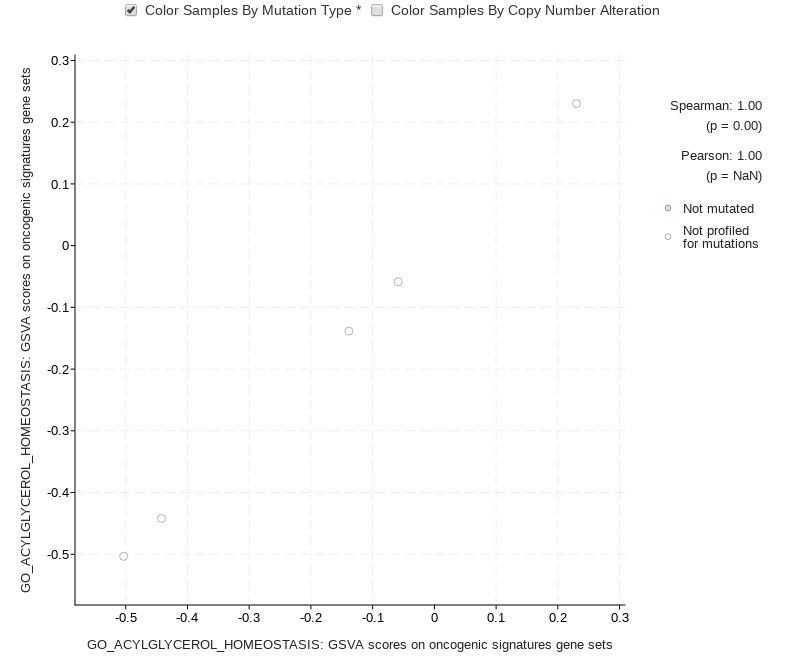 Color Samples By Mutation Type * Color Samples By Copy Number Alteration
GO_ACYLGLYCEROL_HOMEOSTASIS: GSVA scores on oncogenic signatures gene sets
0.3
0.2
0.1
0
-0.1
-0.2
-0.3
-0.4
-0.5
Spearman: 1.00
(p = 0.00)
Pearson: 1.00
(p = NaN)
Not mutated
Not profiled
for mutations
-0.5 -0.4 -0.3 -0.2 -0.1 0 0.1 0.2 0.3
GO_ACYLGLYCEROL_HOMEOSTASIS: GSVA scores on oncogenic signatures gene sets